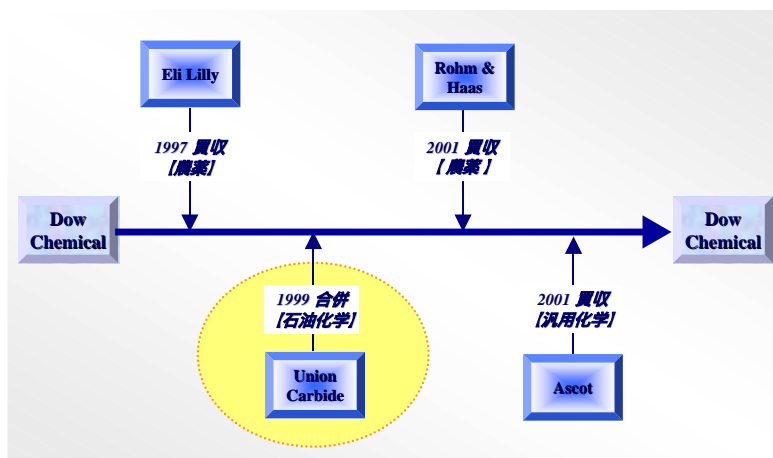 Eli Lilly
Rohm &
Haas
1997 買収
[農薬]
2001 買収
[ 農薬 ]
Dow
Chemical
Dow
Chemical
1999 合併
[石油化学]
2001 買収
[汎用化学]
Union
Carbide
Ascot